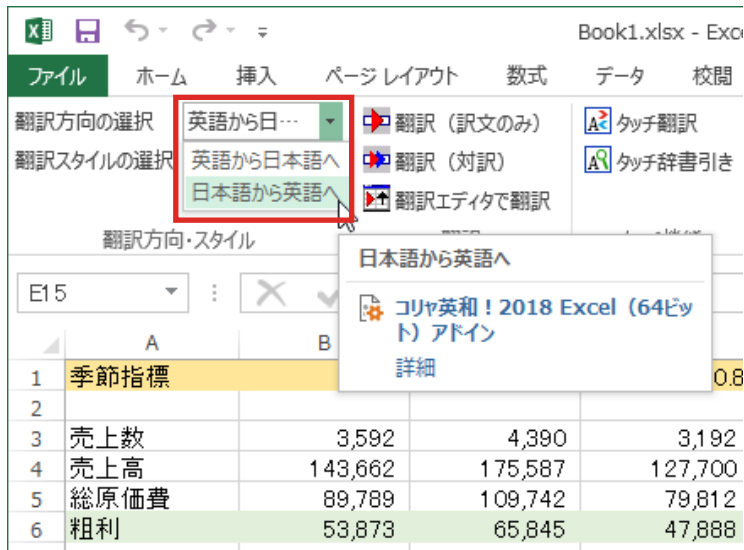 Book1.xlsx - Exc
ファイル ホーム 挿入 ページ レイアウト 数式 データ 校閲
翻訳方向の選択 英語から日… 翻訳（訳文のみ） タッチ翻訳
翻訳スタイルの選択 英語から日本語へ 翻訳（対訳） タッチ辞書引き
日本語から英語へ 翻訳エディタで翻訳
翻訳方向・スタイル
日本語から英語へ
E15
コリャ英和！2018 Excel（64ビッ
ト）アドイン
詳細
A B
1 季節指標 0.8
2
3 売上数 3,592 4,390 3,192
4 売上高 143,662 175,587 127,700
5 総原価費 89,789 109,742 79,812
6 粗利 53,873 65,845 47,888